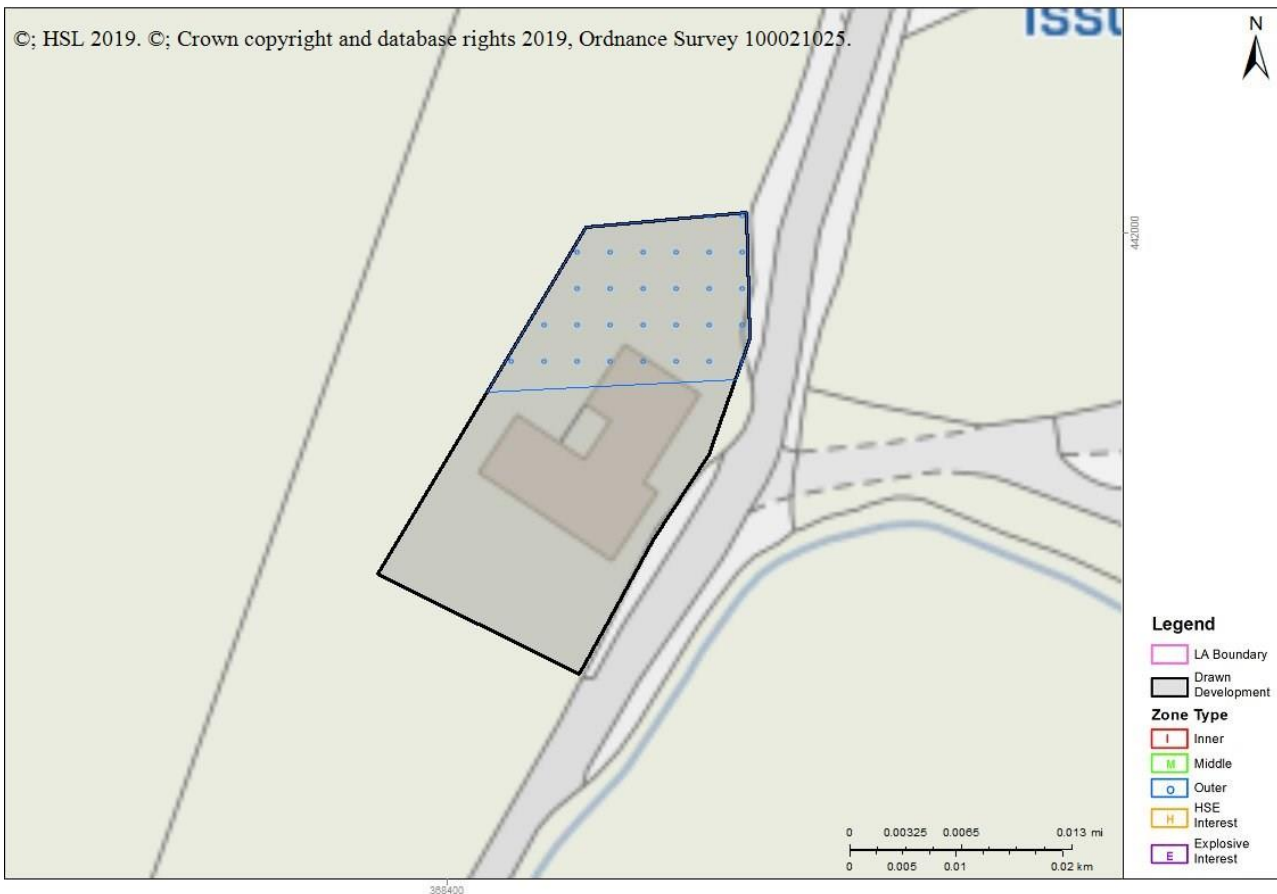 ©; HSL 2019. ©; Crown copyright and database rights 2019, Ordnance Survey 100021025.
N
442000
Legend
LA Boundary
Drawn
Development
Zone Type
I Inner
M Middle
O Outer
H HSE
Interest
E Explosive
Interest
0 0.00325 0.0065 0.013 mi
0 0.005 0.01 0.02 km
368400